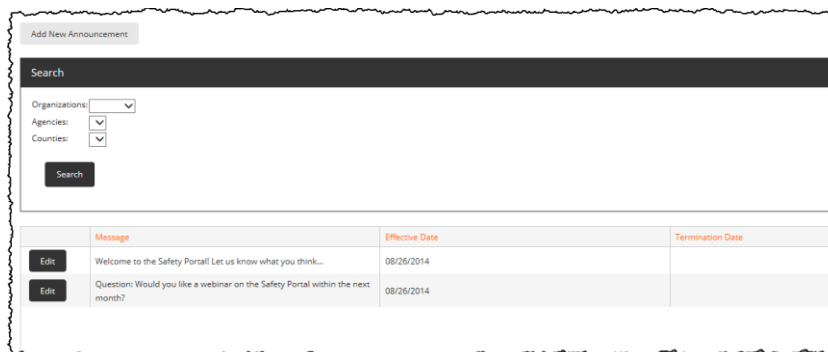 Add New Announcement
Search
Organizations:
Agencies:
Counties:
Search
Message Effective Date Termination Date
Edit Welcome to the Safety Portal! Let us know what you think... 08/26/2014
Edit Question: Would you like a webinar on the Safety Portal within the next 08/26/2014
month?